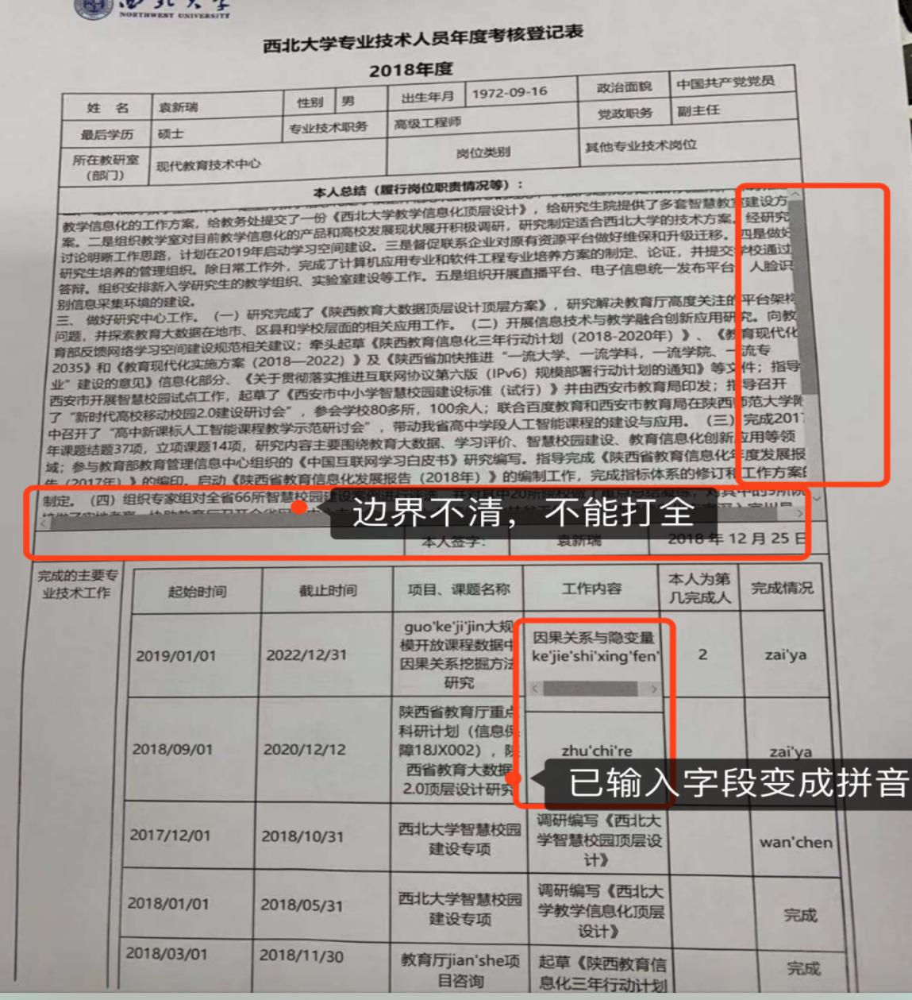 NORTHWEST UNIVERSITY
西北大学专业技术人员年度考核登记表
2018年度
姓 名 袁新瑞 性别 男 出生年月 1972-09-16 政治面貌 中国共产党党员
最后学历 硕士 专业技术职务 高级工程师 党政职务 副主任
所在教研室（部门） 现代教育技术中心 岗位类别 其他专业技术岗位
本人总结（履行岗位职责情况等）：
教学信息化的工作方案，给教务处提交了一份《西北大学教学信息化顶层设计》，给研究生院提供了多套智慧教室建设方
案。二是组织教学室对目前教学信息化的产品和高校发展现状展开积极调研，研究制定适合西北大学的技术方案。经研究
讨论明晰工作思路，计划在2019年启动学习空间建设。三是督促联系企业对原有资源平台做好维保和升级迁移。四是做好
研究生培养的管理组织。除日常工作外，完成了计算机应用专业和软件工程专业培养方案的制定、论证，并提交学校通过
答辩。组织安排新入学研究生的教学组织、实验室建设等工作。五是组织开展直播平台、电子信息统一发布平台、人脸识
别信息采集环境的建设。
三、 做好研究中心工作。（一）研究完成了《陕西教育大数据顶层设计顶层方案》，研究解决教育厅高度关注的平台架构
问题，并探索教育大数据在地市、区县和学校层面的相关应用工作。（二）开展信息技术与教学融合创新应用研究。向教
育部反馈网络学习空间建设规范相关建议；牵头起草《陕西教育信息化三年行动计划（2018-2020年）》、《教育现代化
2035》和《教育现代化实施方案（2018—2022）》及《陕西省加快推进“一流大学、一流学科，一流学院、一流专
业”建设的意见》信息化部分、《关于贯彻落实推进互联网协议第六版（IPv6）规模部署行动计划的通知》等文件；指导
西安市开展智慧校园试点工作，起草了《西安市中小学智慧校园建设标准（试行）》并由西安市教育局印发；指导召开
了“新时代高校移动校园2.0建设研讨会”，参会学校80多所，100余人；联合百度教育和西安市教育局在陕西师范大学附
中召开了“高中新课标人工智能课程教学示范研讨会”，带动我省高中学段人工智能课程的建设与应用。（三）完成2017
年课题结题37项，立项课题14项，研究内容主要围绕教育大数据、学习评价、智慧校园建设、教育信息化创新应用等领
域；参与教育部教育管理信息中心组织的《中国互联网学习白皮书》研究编写。指导完成《陕西省教育信息化年度发展报
告（2017年）》的编印。启动《陕西省教育信息化发展报告（2018年）》的编制工作，完成指标体系的修订和工作方案的
制定。（四）组织专家组对全省66所智慧校园建设案例进行评选，并对其中20所院校做
边界不清，不能打全
本人签字： 袁新瑞 2018 年 12 月 25 日
完成的主要专业技术工作
起始时间 截止时间 项目、课题名称 工作内容 本人为第几完成人 完成情况
2019/01/01 2022/12/31 guo'ke'ji'jin大规模开放课程数据中因果关系挖掘方法研究 因果关系与隐变量ke'jie'shi'xing'fen' 2 zai'ya
2018/09/01 2020/12/12 陕西省教育厅重点科研计划（信息保障18JX002），陕西省教育大数据2.0顶层设计研究 zhu'chi're zai'ya
已输入字段变成拼音
2017/12/01 2018/10/31 西北大学智慧校园建设专项 调研编写《西北大学智慧校园顶层设计》 wan'chen
2018/01/01 2018/05/31 西北大学智慧校园建设专项 调研编写《西北大学教学信息化顶层设计》 完成
2018/03/01 2018/11/30 教育厅jian'she项目咨询 起草《陕西教育信息化三年行动计划 完成